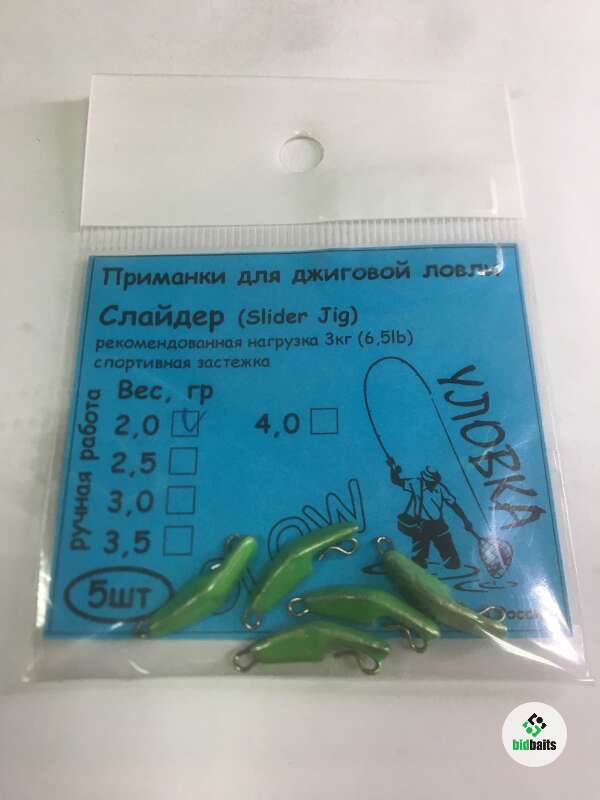 Приманки для джиговой ловли
Слайдер (Slider Jig)
рекомендованная нагрузка 3кг (6,5lb)
спортивная застежка
ручная работа
Вес, гр
2,0 4,0
2,5
3,0
3,5
5шт
УЛОВКА
bidbaits